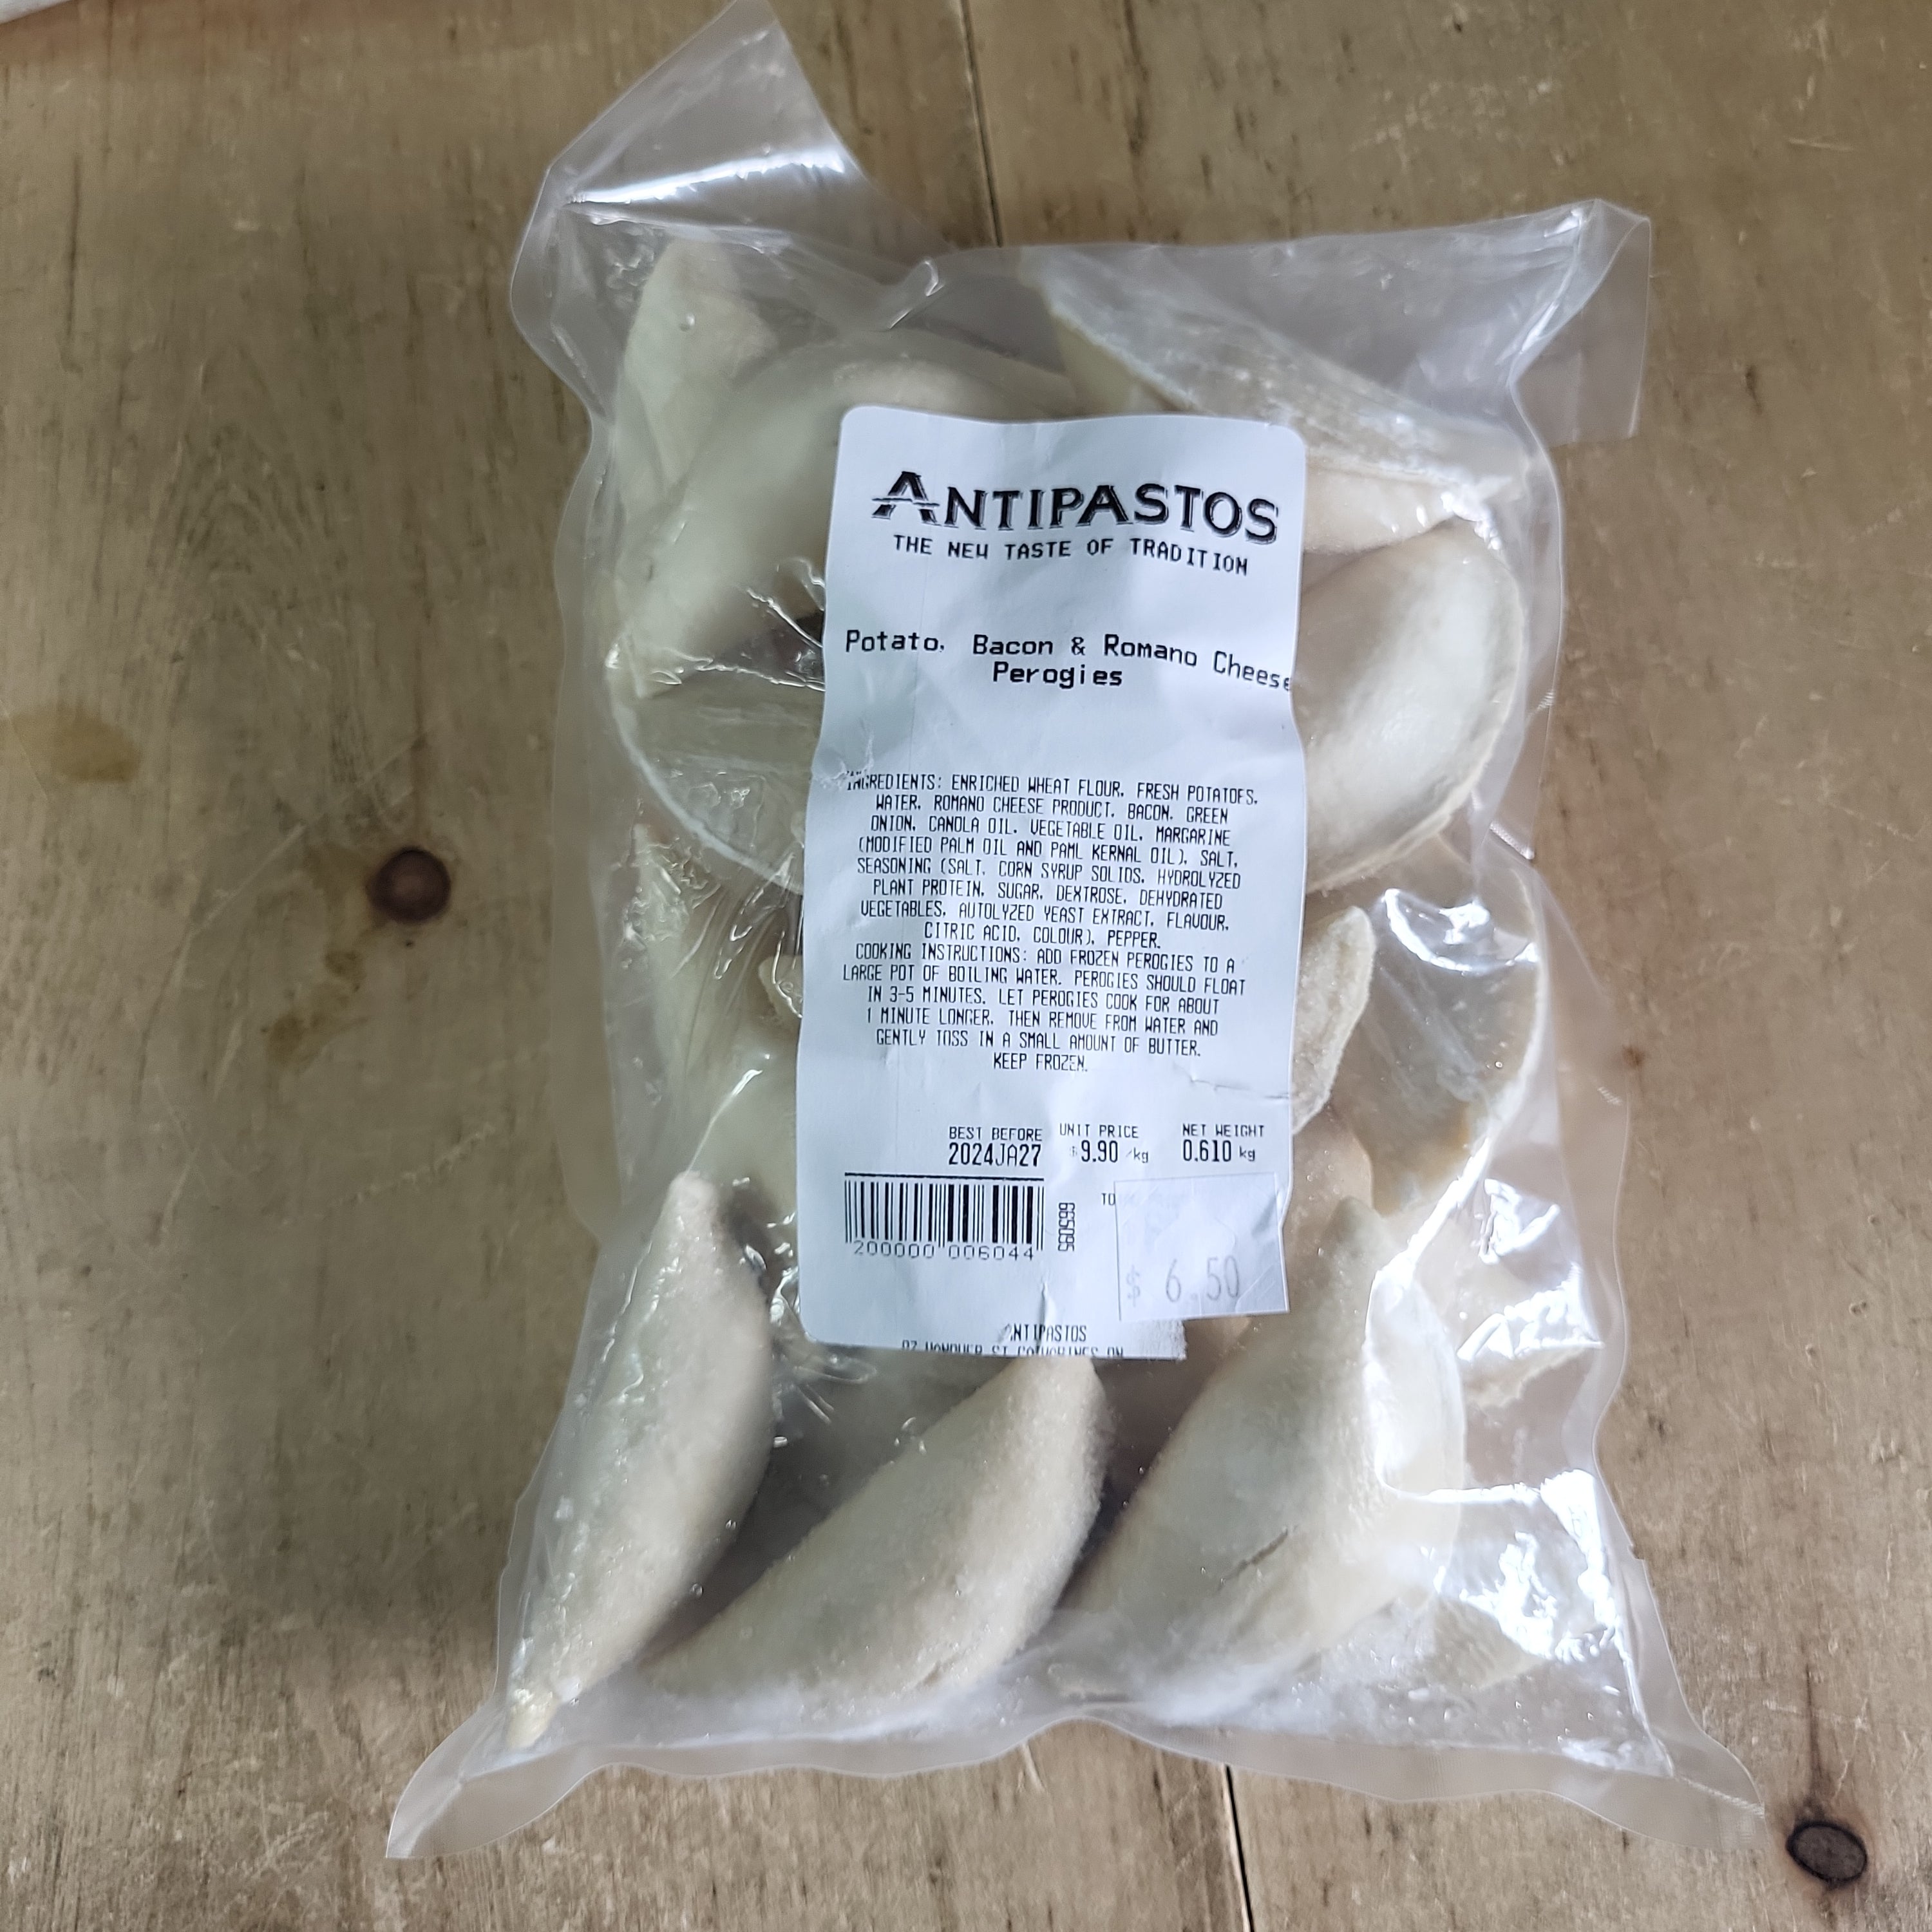 ANTIPASTOS
THE NEW TASTE OF TRADITION
Potato, Bacon & Romano Cheese
Perogies
INGREDIENTS: ENRICHED WHEAT FLOUR, FRESH POTATOES,
WATER, ROMANO CHEESE PRODUCT, BACON, GREEN
ONION, CANOLA OIL, VEGETABLE OIL, MARGARINE
(MODIFIED PALM OIL AND PAML KERNAL OIL), SALT,
SEASONING (SALT, CORN SYRUP SOLIDS, HYDROLYZED
PLANT PROTEIN, SUGAR, DEXTROSE, DEHYDRATED
VEGETABLES, AUTOLYZED YEAST EXTRACT, FLAVOUR,
CITRIC ACID, COLOUR), PEPPER.
COOKING INSTRUCTIONS: ADD FROZEN PEROGIES TO A
LARGE POT OF BOILING WATER. PEROGIES SHOULD FLOAT
IN 3-5 MINUTES. LET PEROGIES COOK FOR ABOUT
1 MINUTE LONGER. THEN REMOVE FROM WATER AND
GENTLY TOSS IN A SMALL AMOUNT OF BUTTER.
KEEP FROZEN.
BEST BEFORE UNIT PRICE NET WEIGHT
2024JA27 $9.90 /kg 0.610 kg
TO
665095
200000 006044
$ 6.50
ANTIPASTOS
ST CATHARINES ON